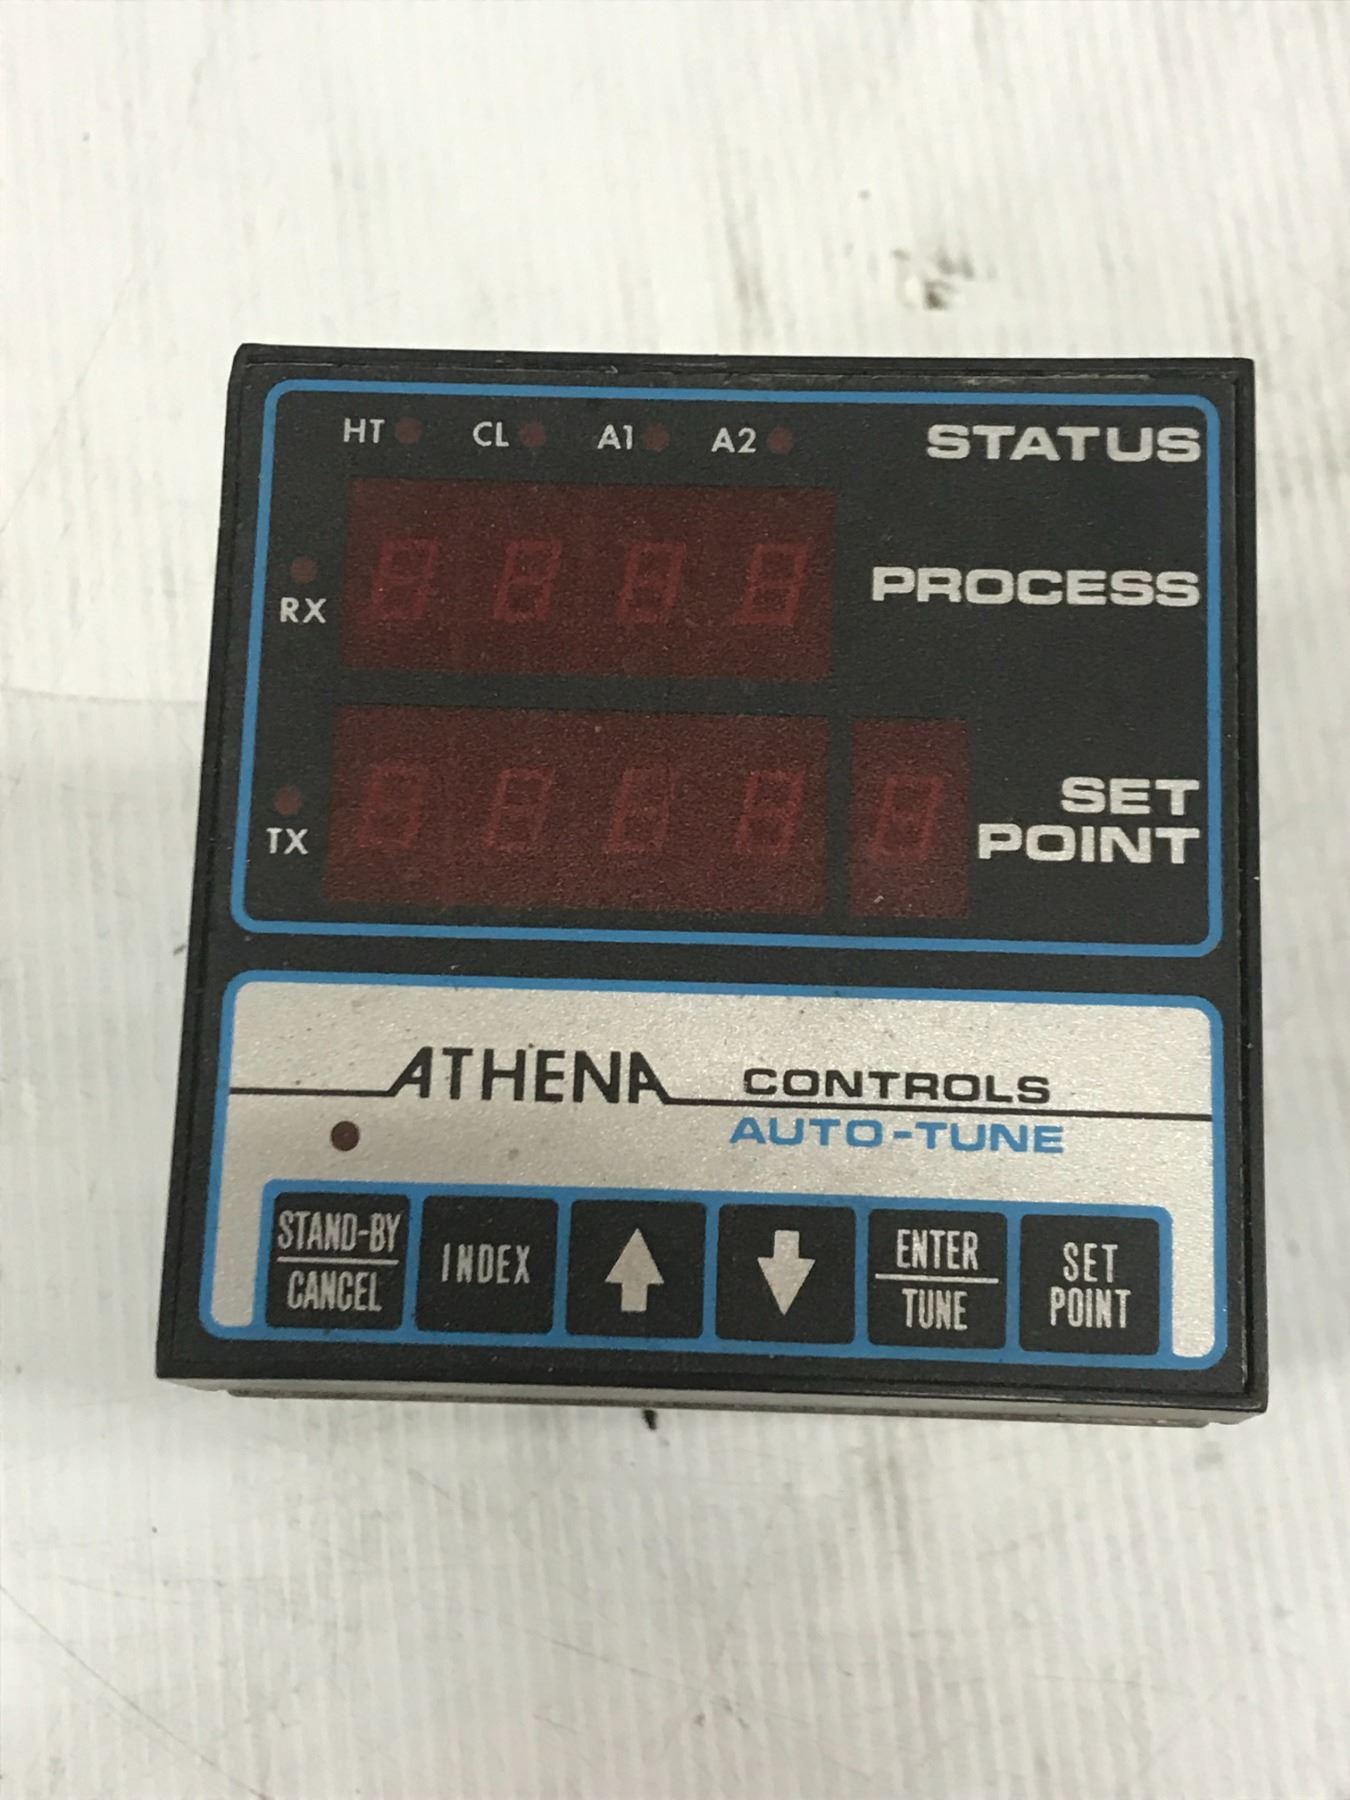 HT CL A1 A2 STATUS
RX PROCESS
TX SET
POINT
ATHENA CONTROLS
AUTO-TUNE
STAND-BY
CANCEL
INDEX
ENTER
TUNE
SET
POINT